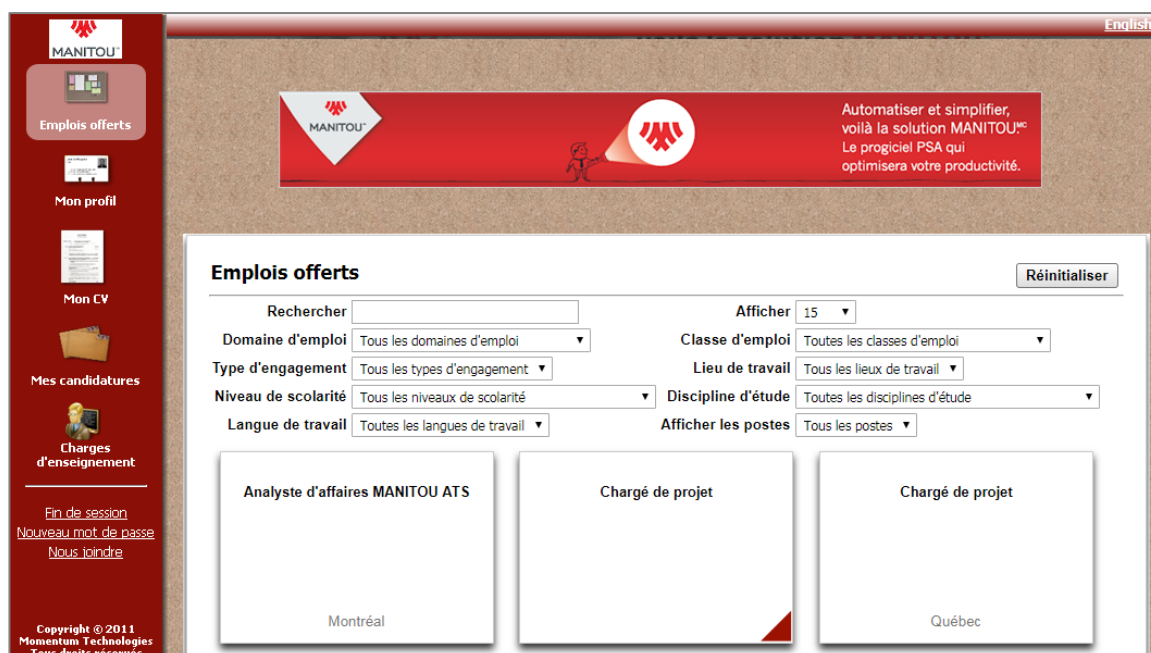 MANITOU
English
Emplois offerts
Mon profil
Mon CV
Mes candidatures
Charges
d'enseignement
Fin de session
Nouveau mot de passe
Nous joindre
Copyright © 2011
Momentum Technologies
Tous droits réservés
MANITOU
Automatiser et simplifier,
voilà la solution MANITOU MC
Le progiciel PSA qui
optimisera votre productivité.
Emplois offerts
Réinitialiser
Rechercher
Afficher 15
Domaine d'emploi Tous les domaines d'emploi
Classe d'emploi Toutes les classes d'emploi
Type d'engagement Tous les types d'engagement
Lieu de travail Tous les lieux de travail
Niveau de scolarité Tous les niveaux de scolarité
Discipline d'étude Toutes les disciplines d'étude
Langue de travail Toutes les langues de travail
Afficher les postes Tous les postes
Analyste d'affaires MANITOU ATS
Montréal
Chargé de projet
Chargé de projet
Québec